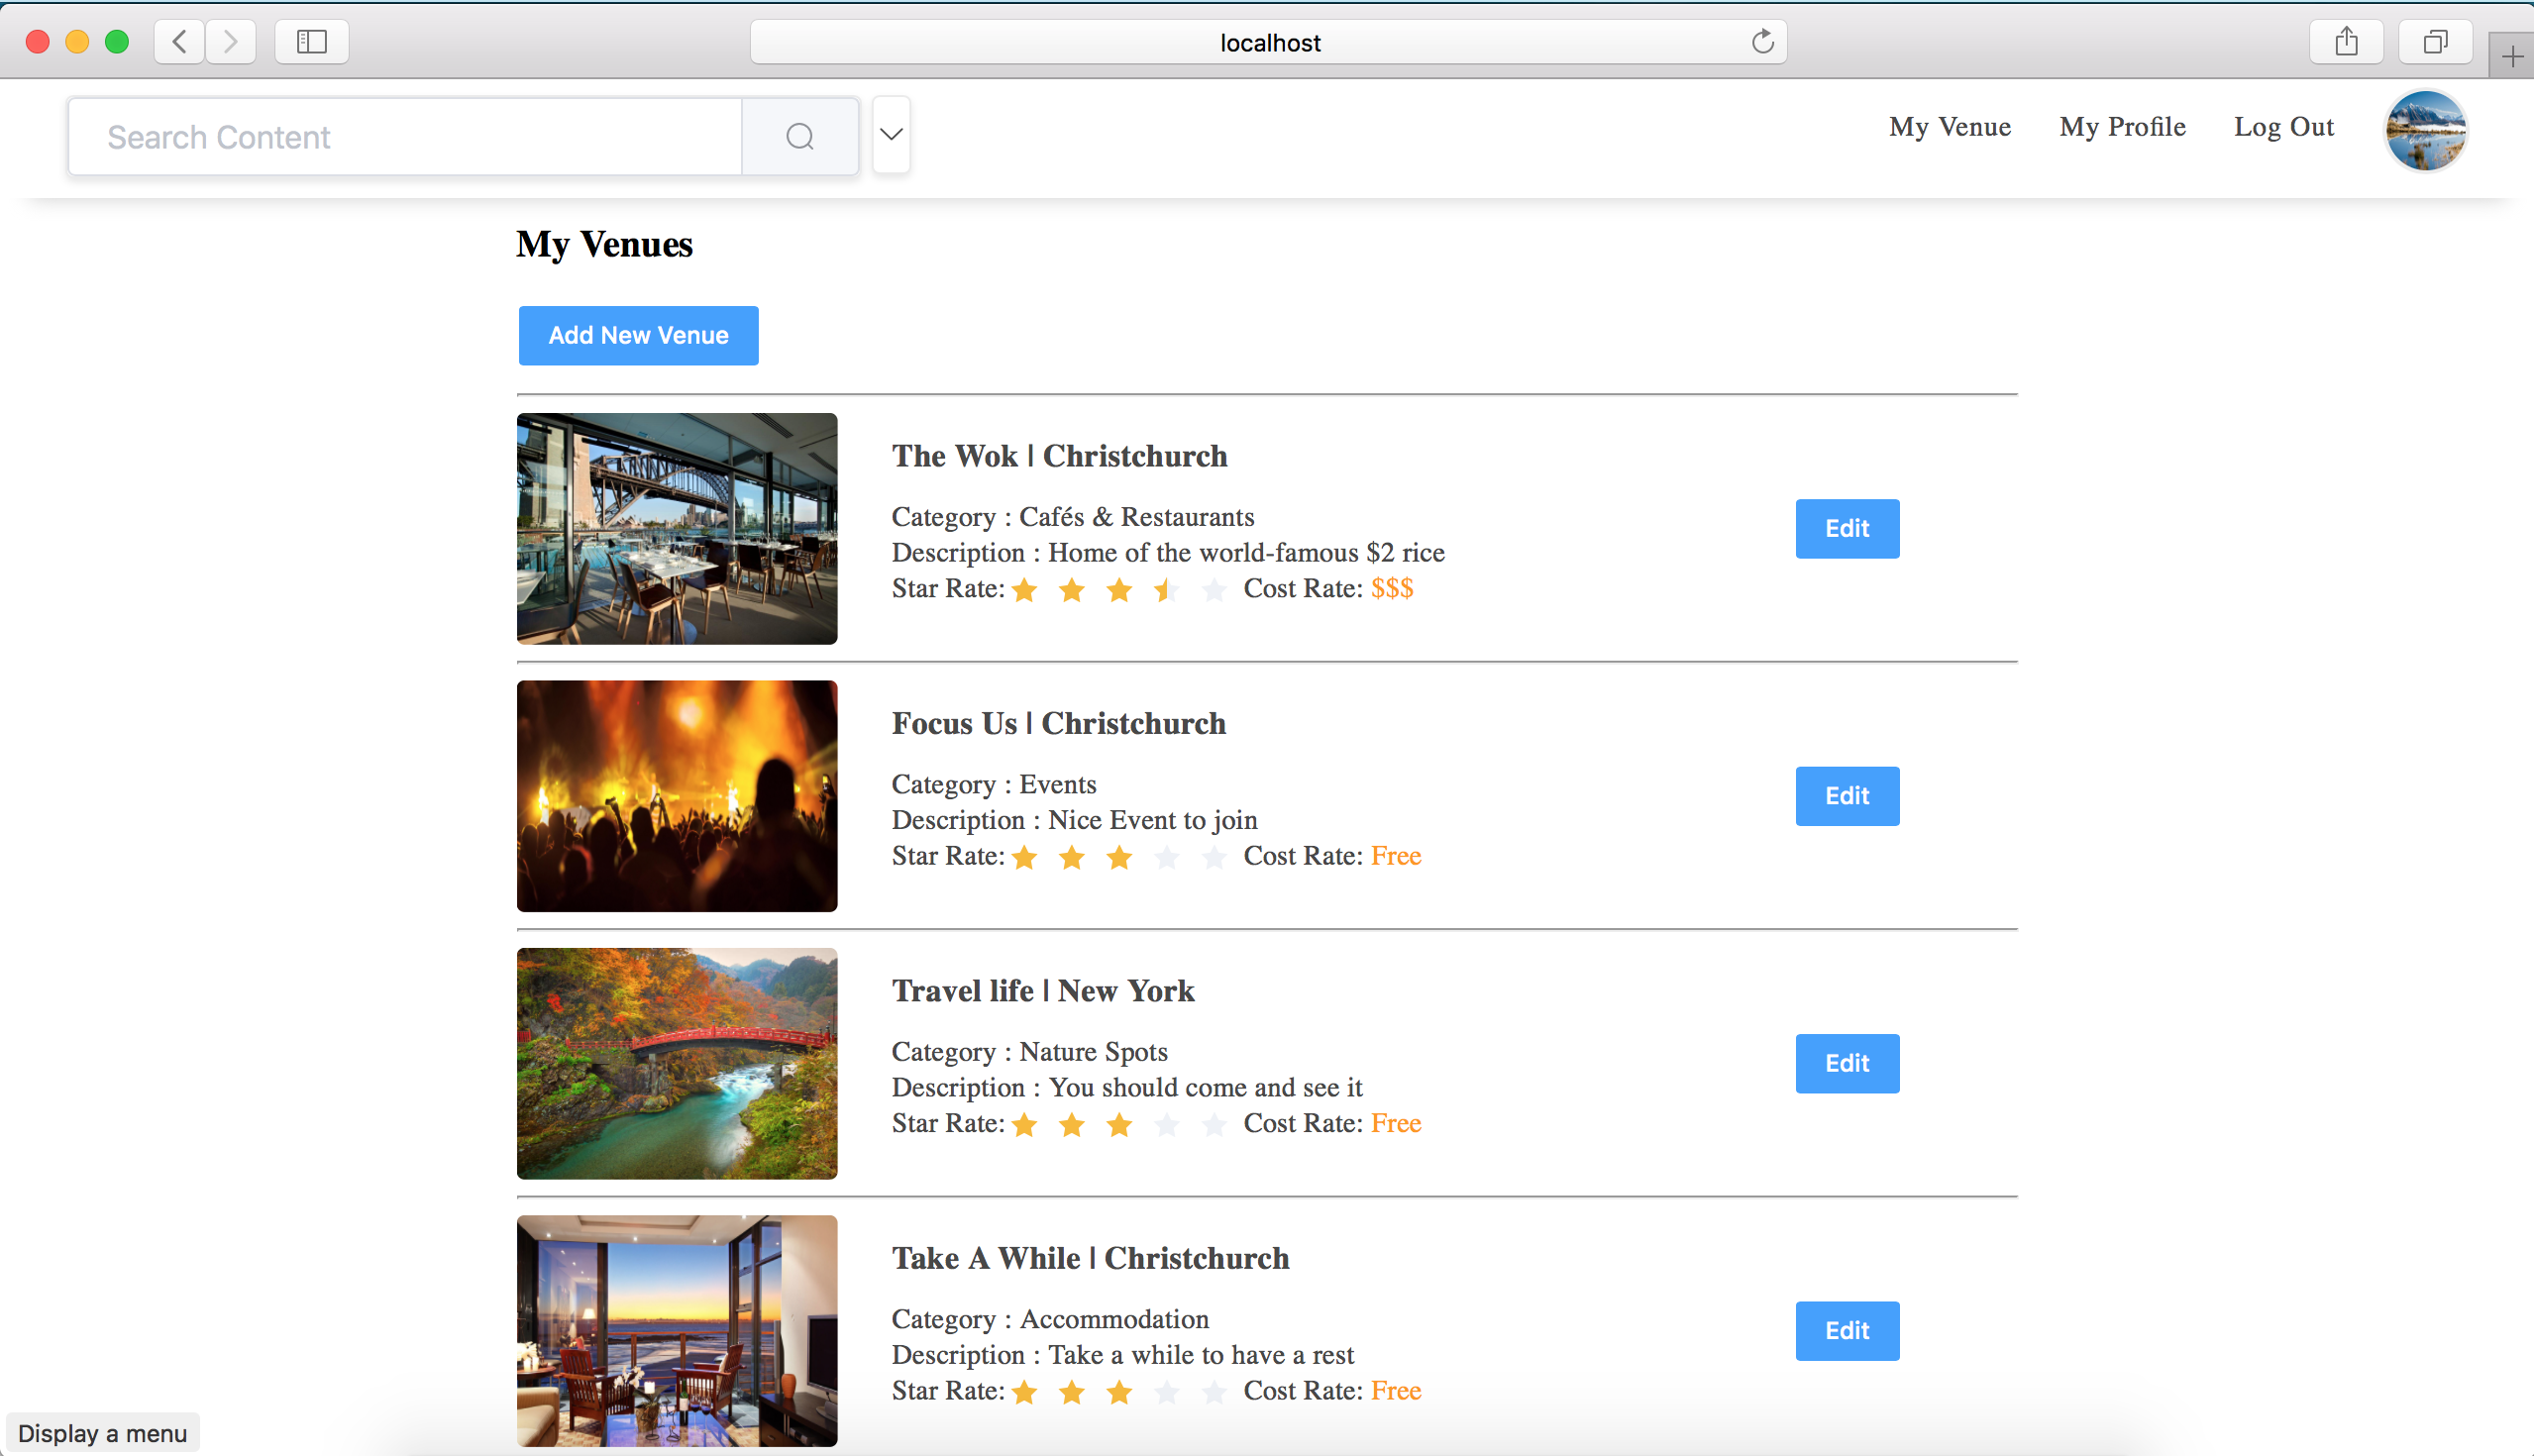 localhost
Search Content
My Venue My Profile Log Out
My Venues
Add New Venue
The Wok | Christchurch
Category : Cafés & Restaurants
Description : Home of the world-famous $2 rice
Star Rate: Cost Rate: $$$
Edit
Focus Us | Christchurch
Category : Events
Description : Nice Event to join
Star Rate: Cost Rate: Free
Edit
Travel life | New York
Category : Nature Spots
Description : You should come and see it
Star Rate: Cost Rate: Free
Edit
Take A While | Christchurch
Category : Accommodation
Description : Take a while to have a rest
Star Rate: Cost Rate: Free
Edit
Display a menu